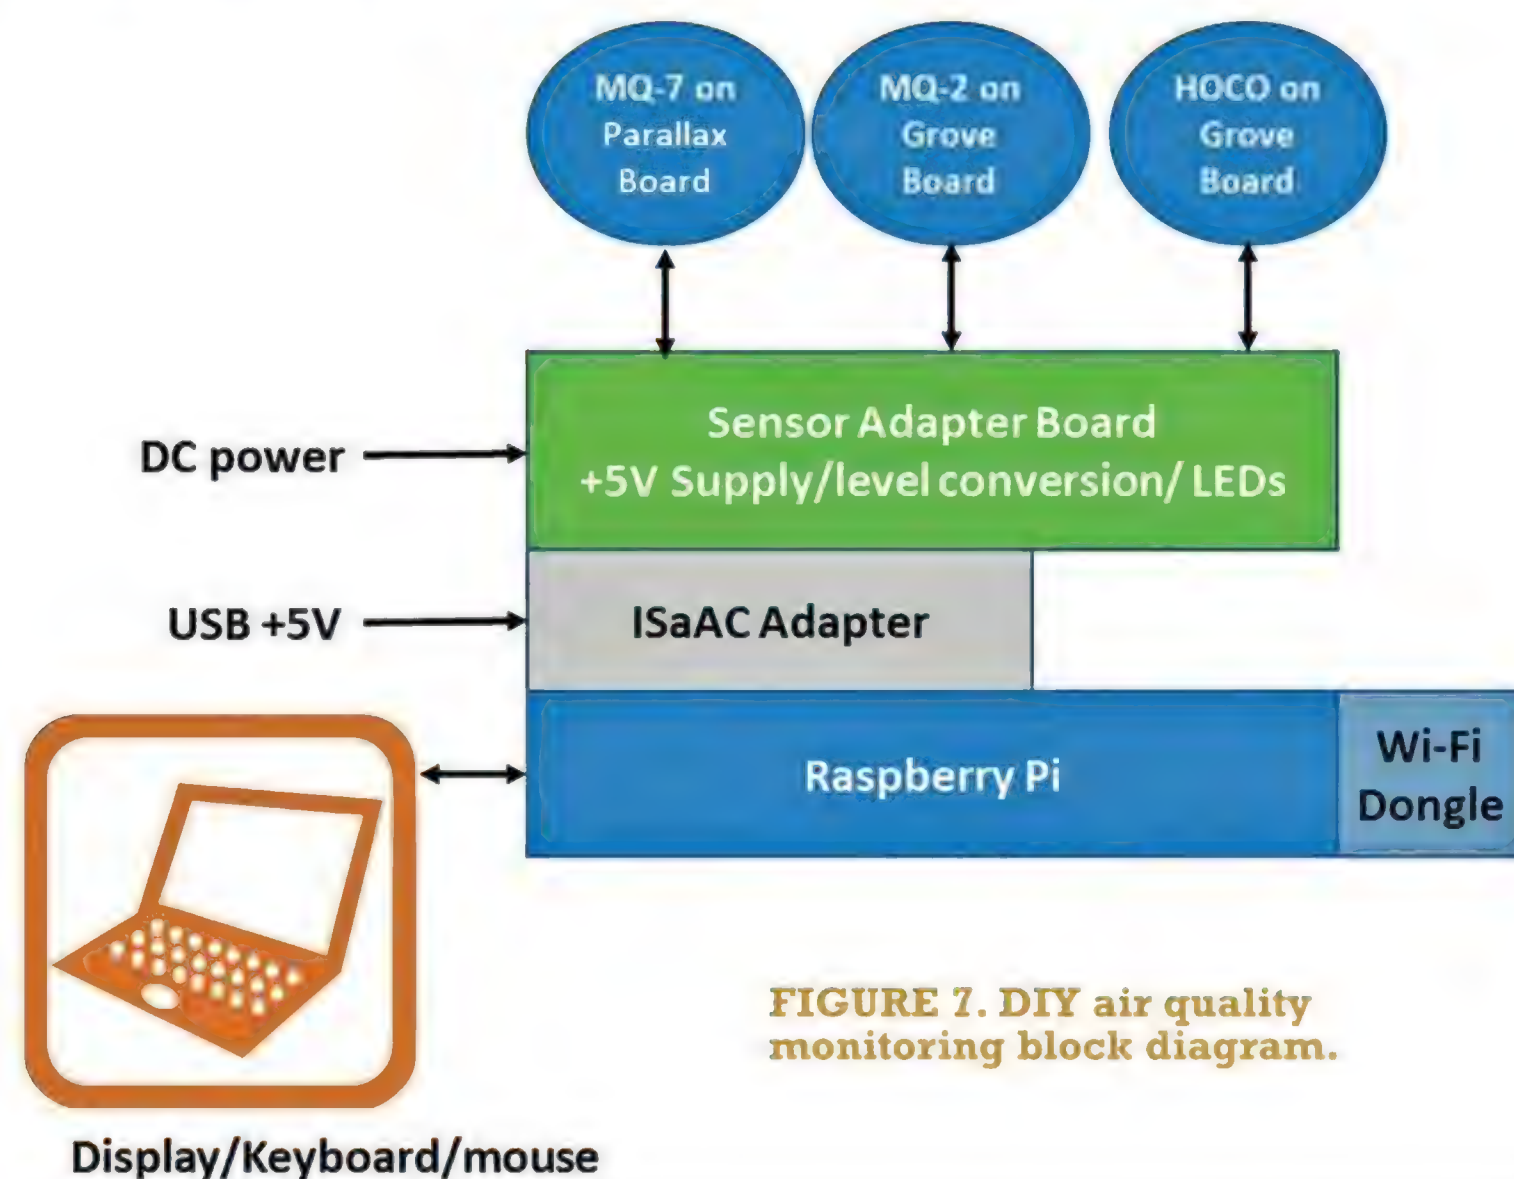 MQ-7 on
Parallax
Board
MQ-2 on
Grove
Board
HOCO on
Grove
Board
Sensor Adapter Board
+5V Supply/level conversion/ LEDs
DC power
ISaAC Adapter
USB +5V
Raspberry Pi
Wi-Fi
Dongle
FIGURE 7. DIY air quality
monitoring block diagram.
Display/Keyboard/mouse